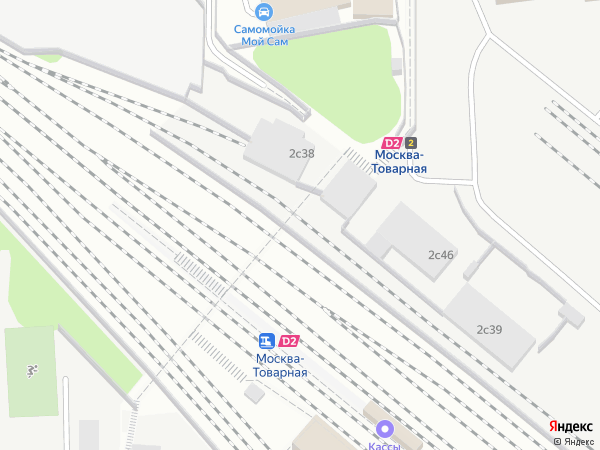 Самомойка
Мой Сам
D2 2
Москва-
Товарная
2с38
2с46
2с39
D2
Москва-
Товарная
Кассы
Яндекс
© Яндекс